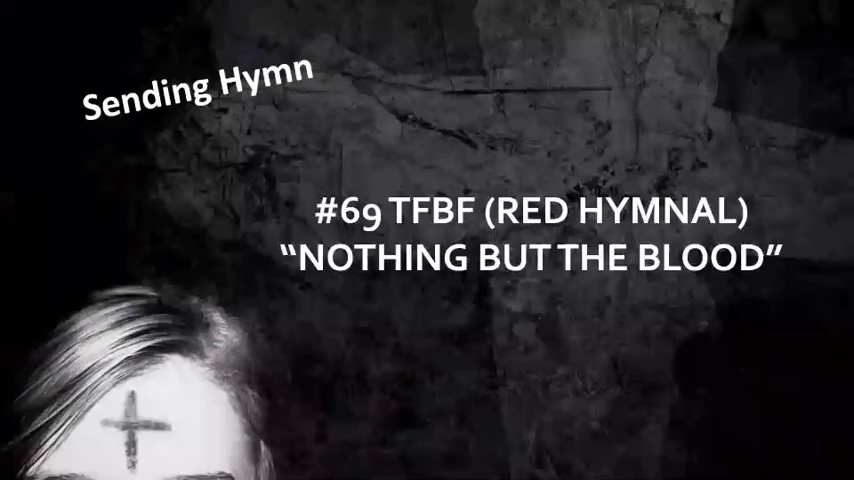 Sending Hymn
#69 TFBF (RED HYMNAL)
“NOTHING BUT THE BLOOD”